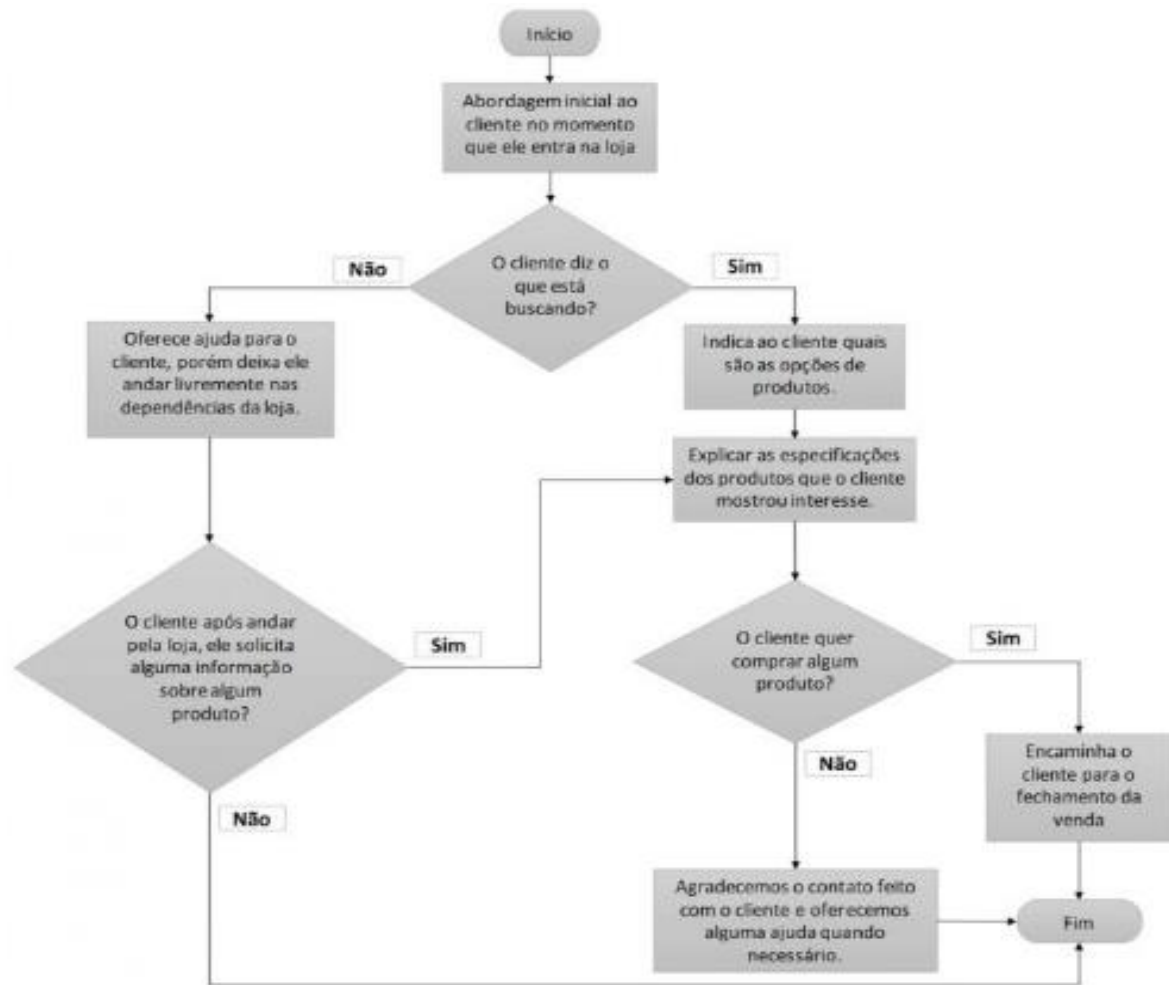 Início
Abordagem inicial ao
cliente no momento
que ele entra na loja
O cliente diz o
que está
buscando?
Não
Sim
Oferece ajuda para o
cliente, porém deixa ele
andar livremente nas
dependências da loja.
Indica ao cliente quais
são as opções de
produtos.
Explicar as especificações
dos produtos que o cliente
mostrou interesse.
O cliente após andar
pela loja, ele solicita
alguma informação
sobre algum
produto?
Sim
Não
O cliente quer
comprar algum
produto?
Sim
Não
Encaminha o
cliente para o
fechamento da
venda
Agradecemos o contato feito
com o cliente e oferecemos
alguma ajuda quando
necessário.
Fim